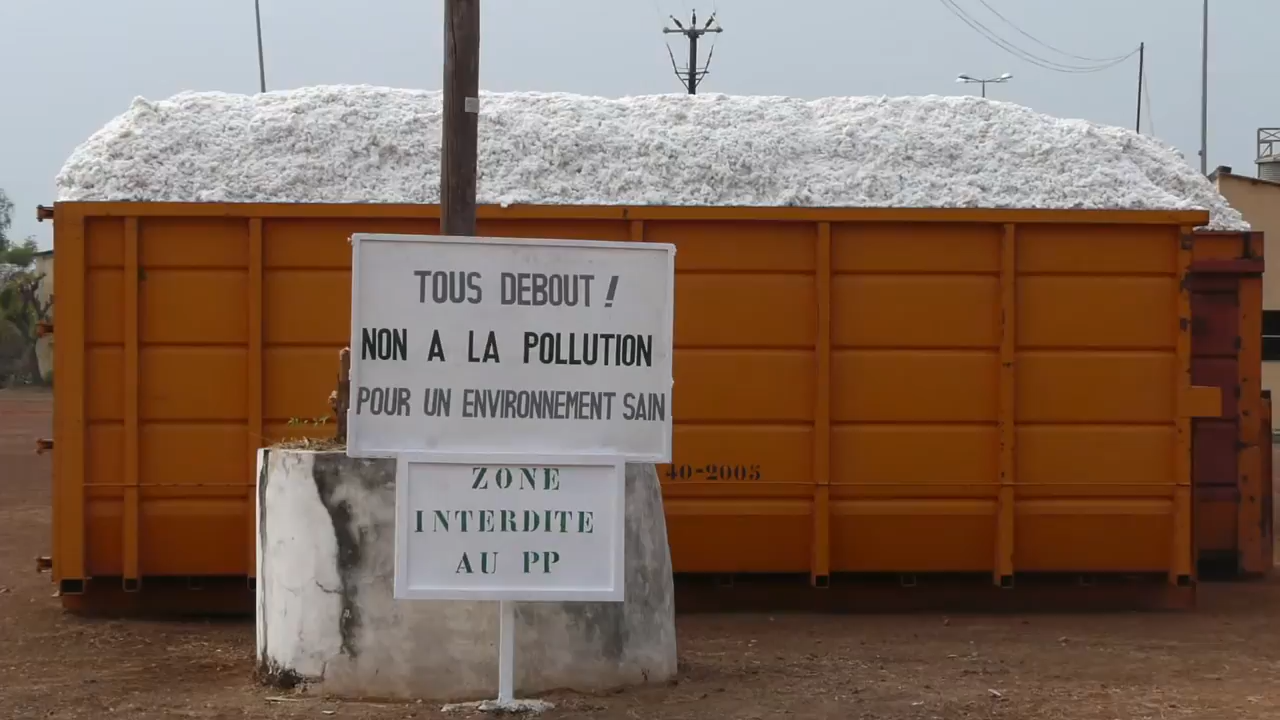 TOUS DEBOUT !
NON A LA POLLUTION
POUR UN ENVIRONNEMENT SAIN
ZONE
INTERDITE
AU PP
40-2005